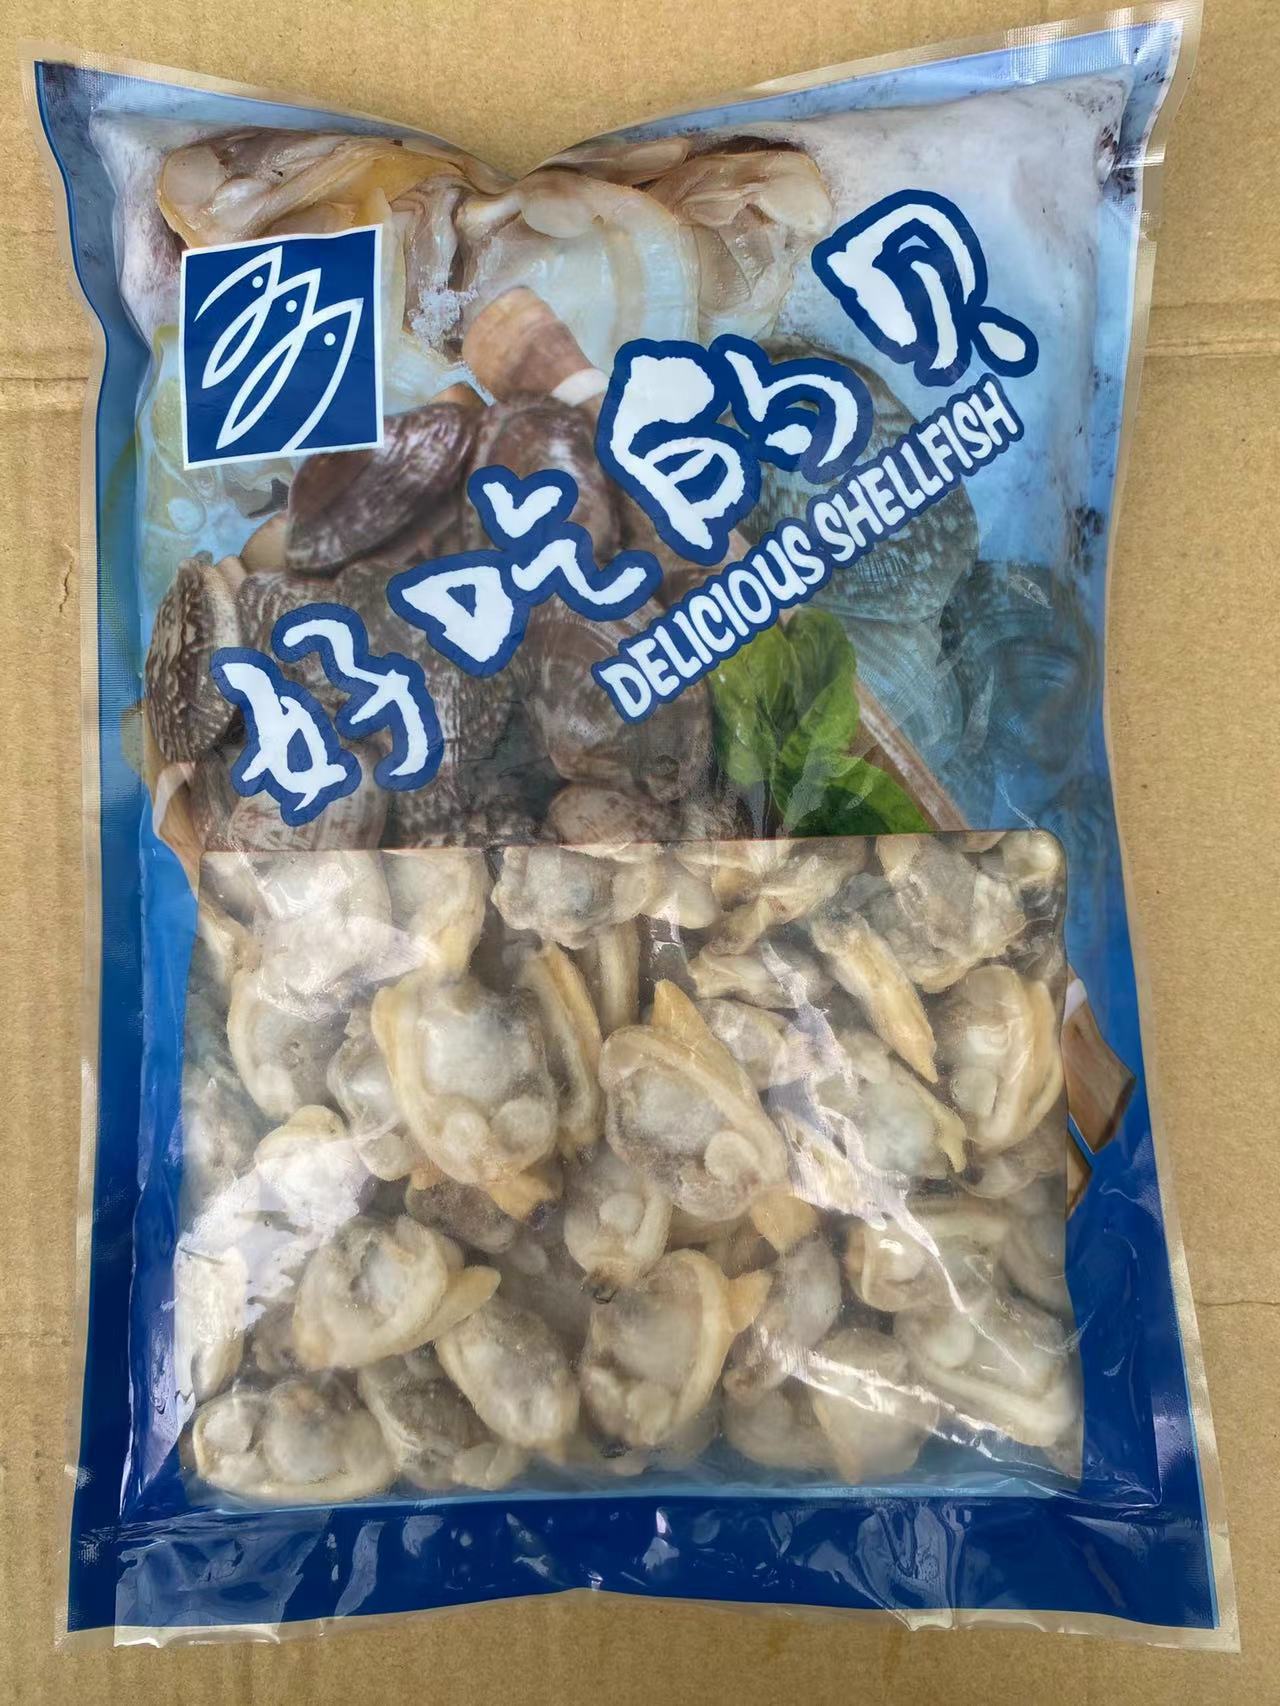 好吃的贝
DELICIOUS SHELLFISH